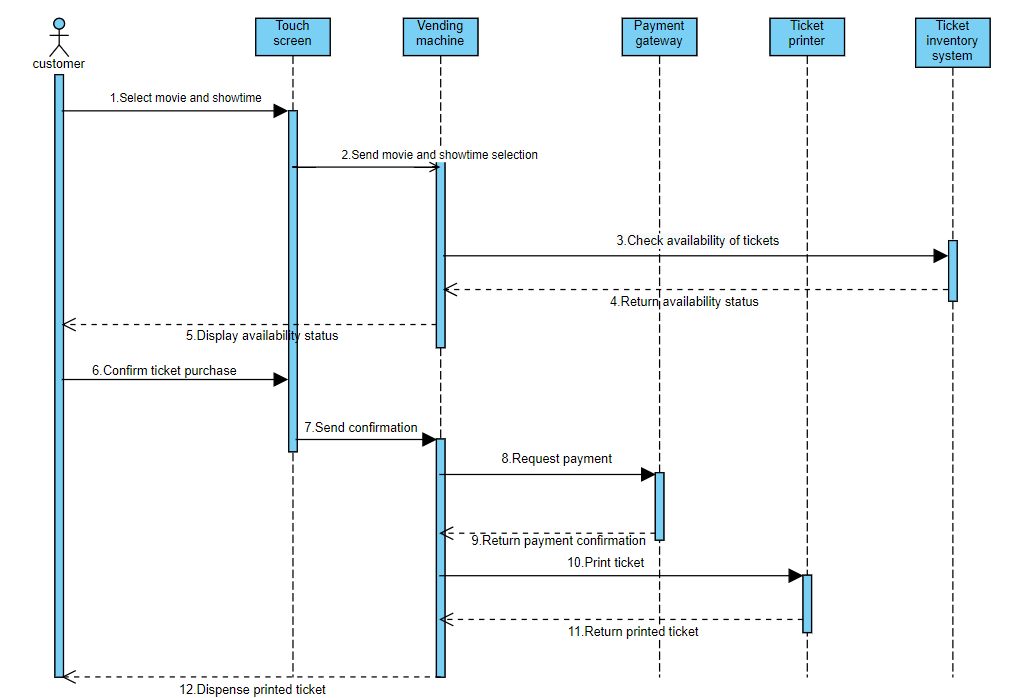 customer
Touch
screen
Vending
machine
Payment
gateway
Ticket
printer
Ticket
inventory
system
1.Select movie and showtime
2.Send movie and showtime selection
3.Check availability of tickets
4.Return availability status
5.Display availability status
6.Confirm ticket purchase
7.Send confirmation
8.Request payment
9.Return payment confirmation
10.Print ticket
11.Return printed ticket
12.Dispense printed ticket